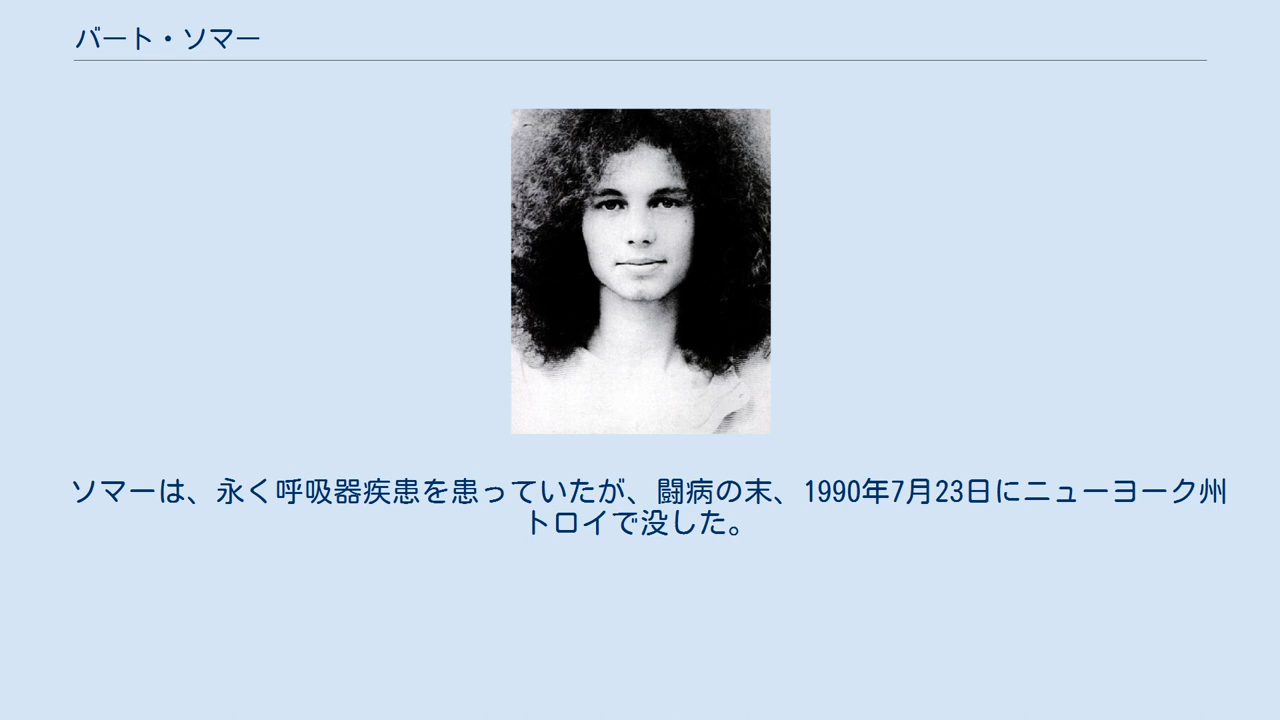 バート・ソマー
ソマーは、永く呼吸器疾患を患っていたが、闘病の末、1990年7月23日にニューヨーク州
トロイで没した。